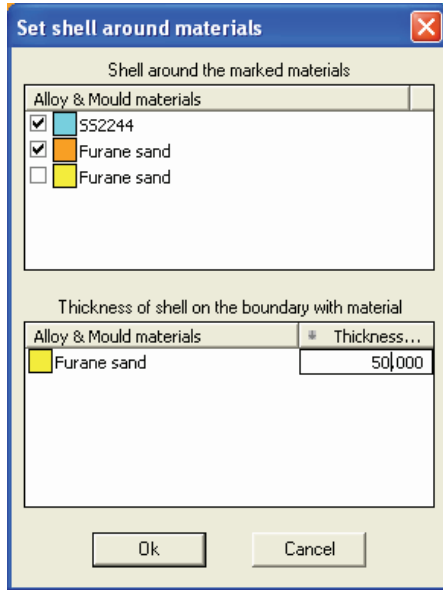 Set shell around materials
Shell around the marked materials
Alloy & Mould materials
SS2244
Furane sand
Furane sand
Thickness of shell on the boundary with material
Alloy & Mould materials Thickness...
Furane sand 50,000
Ok Cancel